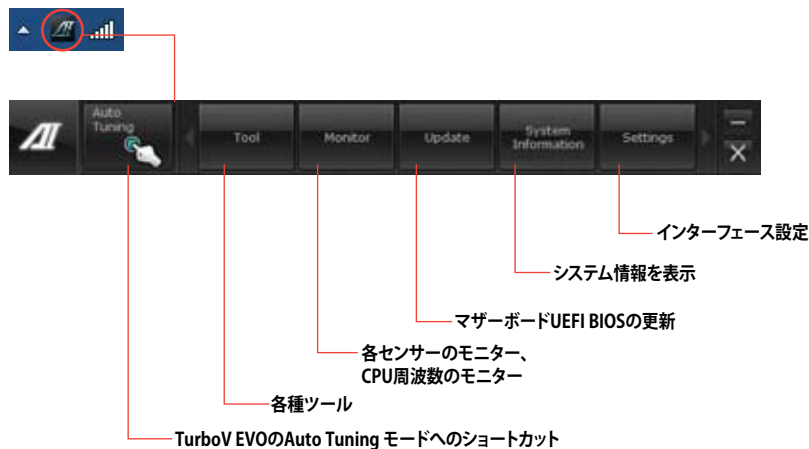 Auto
Tuning
Tool
Monitor
Update
System
Information
Settings
インターフェース設定
システム情報を表示
マザーボードUEFI BIOSの更新
各センサーのモニター、
CPU周波数のモニター
各種ツール
TurboV EVOのAuto Tuning モードへのショートカット